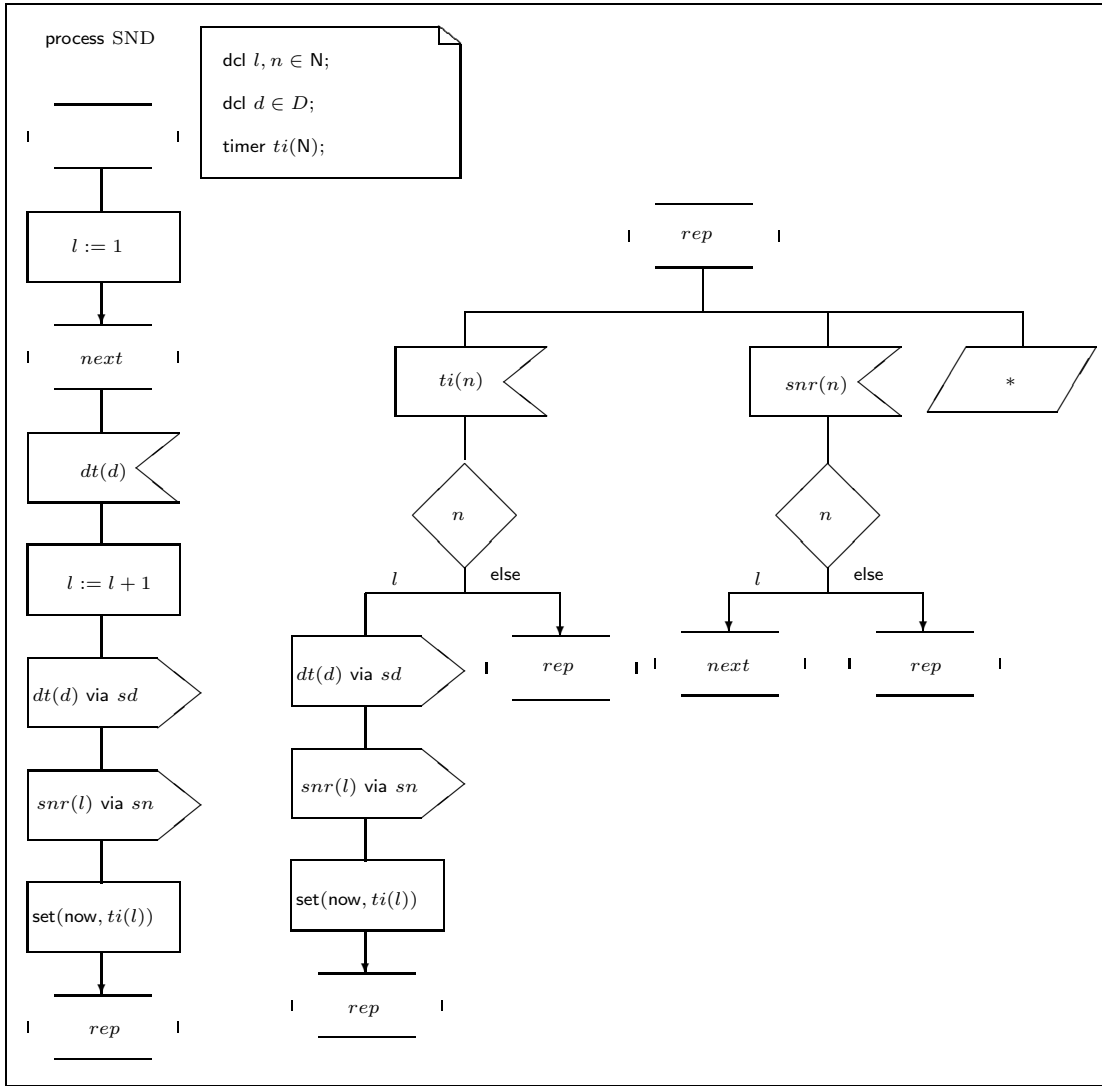 process SND
dcl l, n ∈ N;
dcl d ∈ D;
timer ti(N);
l := 1
next
dt(d)
l := l + 1
dt(d) via sd
snr(l) via sn
set(now, ti(l))
rep
rep
ti(n)
snr(n)
*
n
n
l
else
l
else
dt(d) via sd
rep
next
rep
snr(l) via sn
set(now, ti(l))
rep